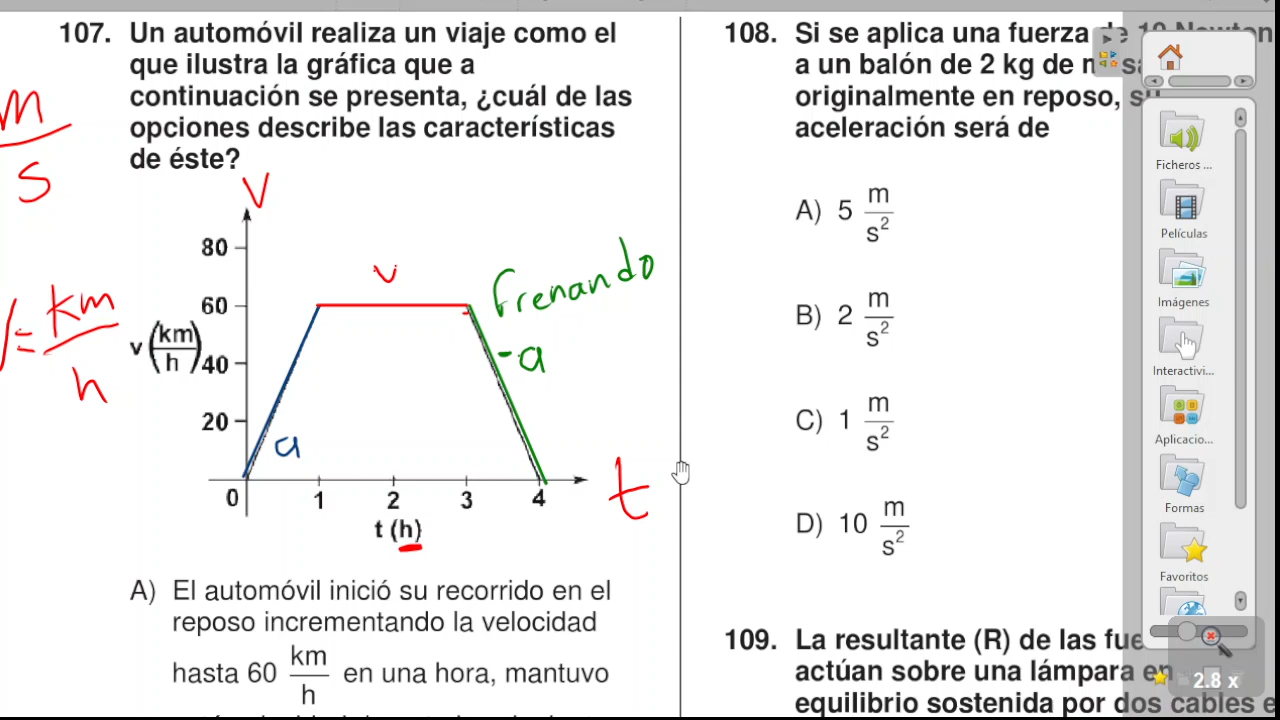 107. Un automóvil realiza un viaje como el
que ilustra la gráfica que a
continuación se presenta, ¿cuál de las
opciones describe las características
de éste?
m
s
km
h
V
80
60
40
20
0
v (km/h)
1
2
3
4
t (h)
t
v
a
Frenando
-a
A) El automóvil inició su recorrido en el
reposo incrementando la velocidad
hasta 60 km/h en una hora, mantuvo
108. Si se aplica una fuerza de 10 Newton
a un balón de 2 kg de
originalmente en reposo, su
aceleración será de
A) 5 m/s²
B) 2 m/s²
C) 1 m/s²
D) 10 m/s²
109. La resultante (R) de las
actúan sobre una lámpara en
equilibrio sostenida por dos cables
Ficheros ...
Películas
Imágenes
Interactivi...
Aplicacio...
Formas
Favoritos
2.8 x